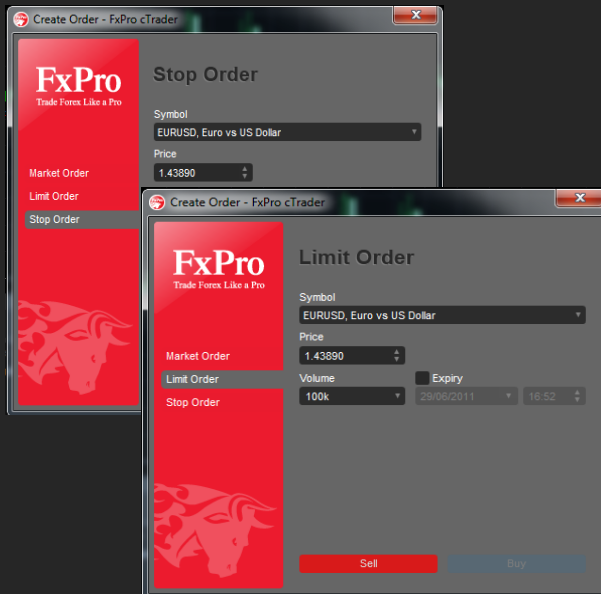 Create Order - FxPro cTrader
FxPro
Trade Forex Like a Pro
Market Order
Limit Order
Stop Order
Stop Order
Symbol
EURUSD, Euro vs US Dollar
Price
1.43890
Create Order - FxPro cTrader
FxPro
Trade Forex Like a Pro
Market Order
Limit Order
Stop Order
Limit Order
Symbol
EURUSD, Euro vs US Dollar
Price
1.43890
Volume
Expiry
100k
29/06/2011
16:52
Sell
Buy